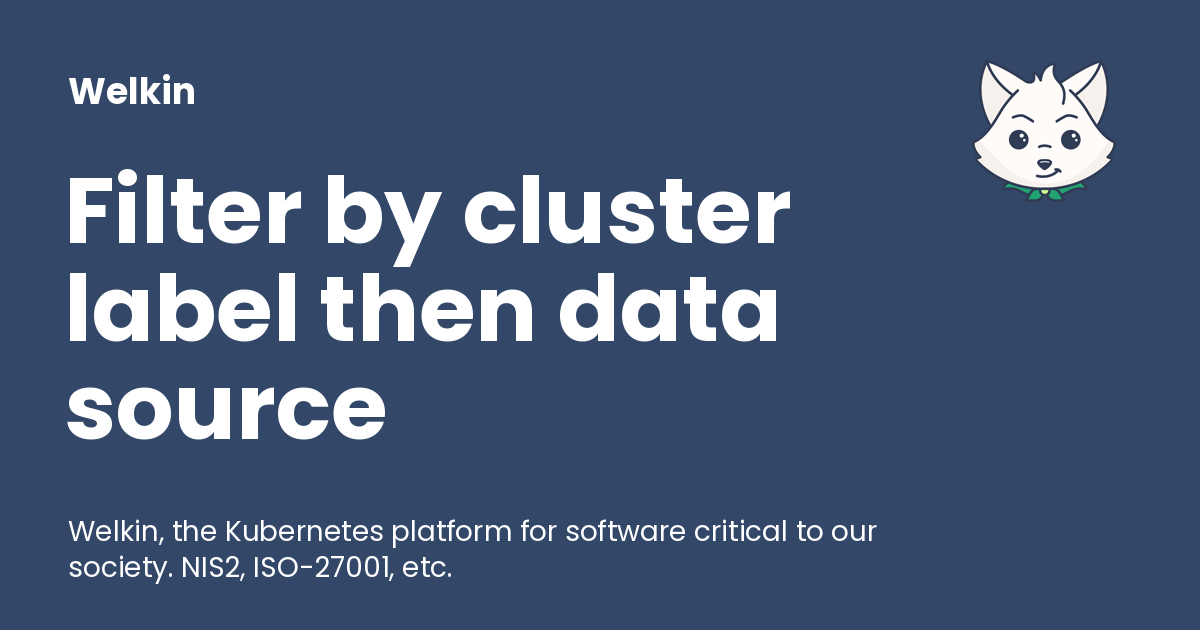 Welkin
Filter by cluster
label then data
source
Welkin, the Kubernetes platform for software critical to our
society. NIS2, ISO-27001, etc.